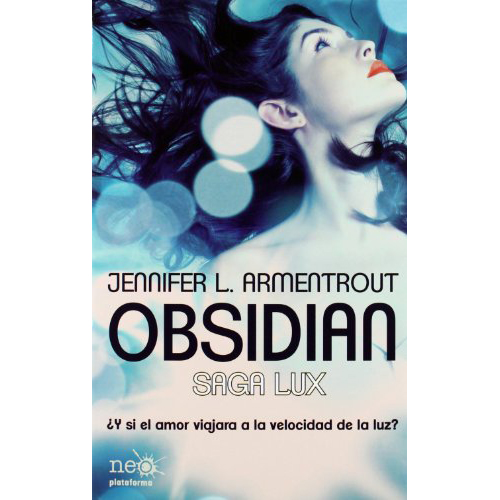 JENNIFER L. ARMENTROUT
OBSIDIAN
SAGA LUX
¿Y si el amor viajara a la velocidad de la luz?
neo
plataforma